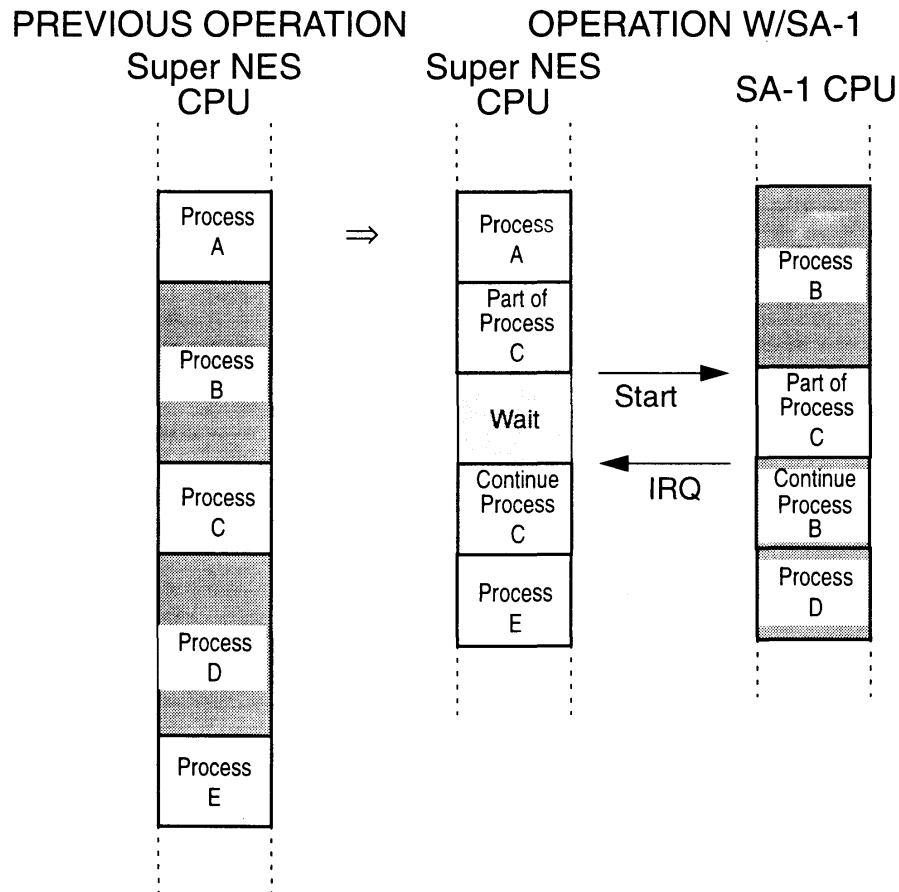 PREVIOUS OPERATION
Super NES
CPU
Process
A
Process
B
Process
C
Process
D
Process
E
⇒
OPERATION W/SA-1
Super NES
CPU
Process
A
Part of
Process
C
Wait
Continue
Process
C
Process
E
Start
IRQ
SA-1 CPU
Process
B
Part of
Process
C
Continue
Process
B
Process
D